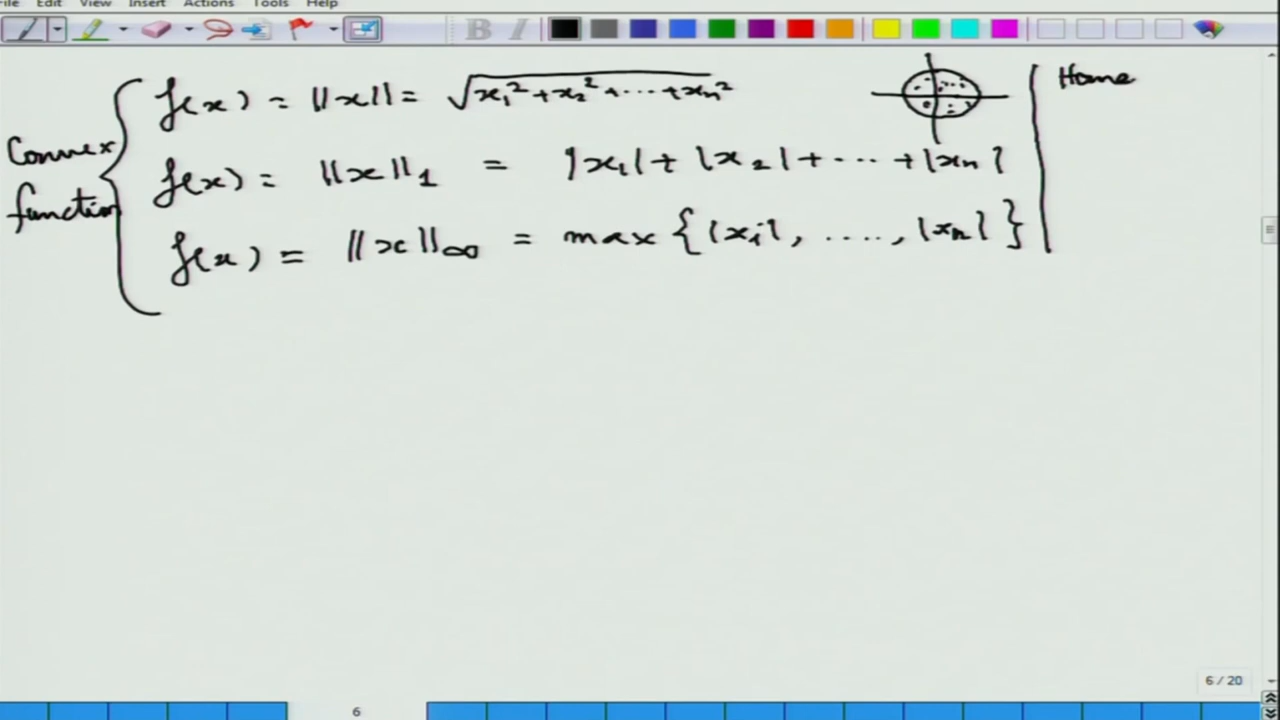 File Edit View Insert Actions Tools Help
B I
f(x) = ||x|| = √x₁² + x₂² + ⋯ + xₙ²
Home
Convex
function
f(x) = ||x||₁ = |x₁| + |x₂| + ⋯ + |xₙ|
f(x) = ||x||∞ = max {|x₁|, ...., |xₙ|}
6 / 20
6